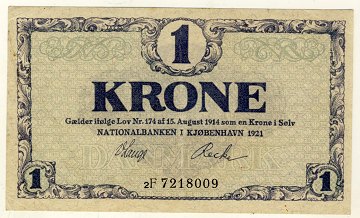 1
KRONE
Gælder ifølge Lov Nr. 174 af 15. August 1914 som en Krone i Sølv
NATIONALBANKEN I KJØBENHAVN 1921
1 2F 7218009 1